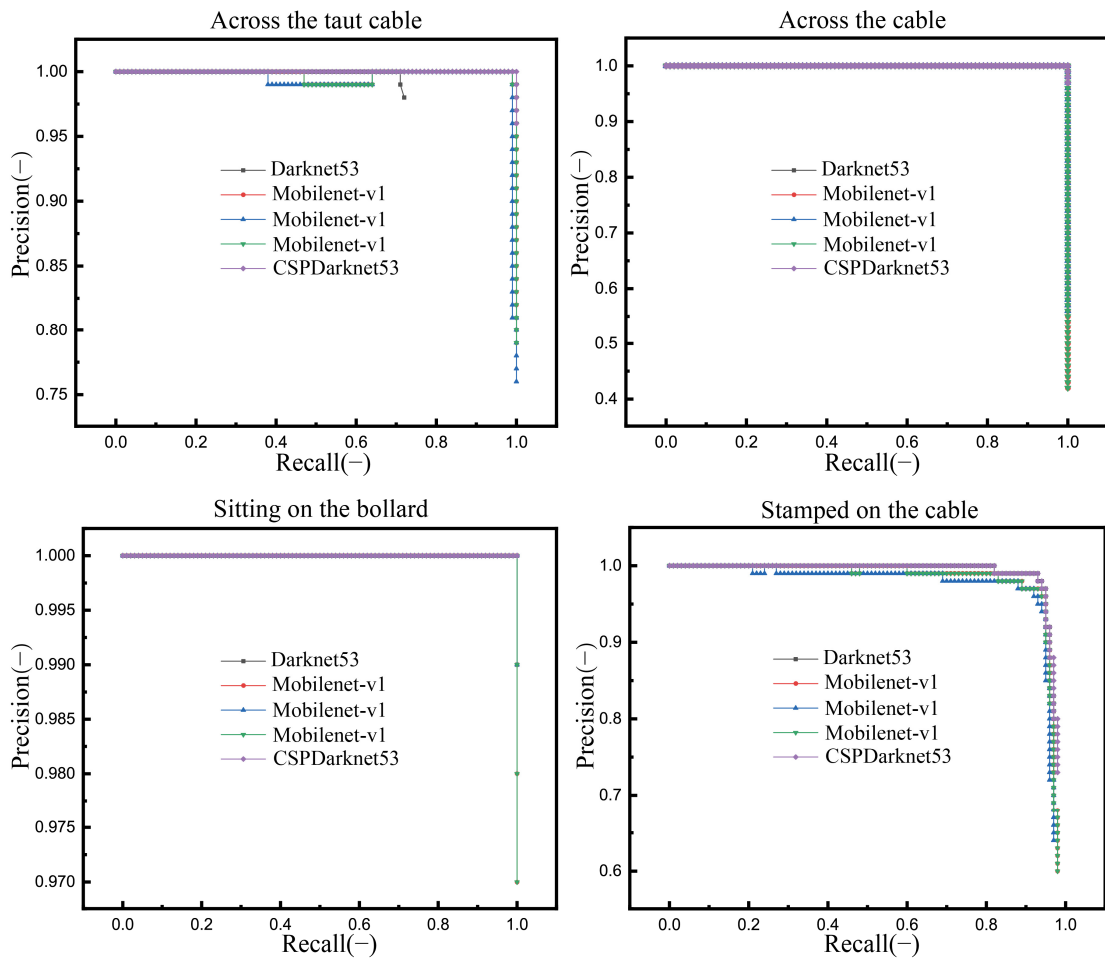 Across the taut cable
1.00
0.95
0.90
0.85
0.80
0.75
Precision(−)
Darknet53
Mobilenet-v1
Mobilenet-v1
Mobilenet-v1
CSPDarknet53
0.0 0.2 0.4 0.6 0.8 1.0
Recall(−)
Across the cable
1.0
0.9
0.8
0.7
0.6
0.5
0.4
Precision(−)
Darknet53
Mobilenet-v1
Mobilenet-v1
Mobilenet-v1
CSPDarknet53
0.0 0.2 0.4 0.6 0.8 1.0
Recall(−)
Sitting on the bollard
1.000
0.995
0.990
0.985
0.980
0.975
0.970
Precision(−)
Darknet53
Mobilenet-v1
Mobilenet-v1
Mobilenet-v1
CSPDarknet53
0.0 0.2 0.4 0.6 0.8 1.0
Recall(−)
Stamped on the cable
1.0
0.9
0.8
0.7
0.6
Precision(−)
Darknet53
Mobilenet-v1
Mobilenet-v1
Mobilenet-v1
CSPDarknet53
0.0 0.2 0.4 0.6 0.8 1.0
Recall(−)